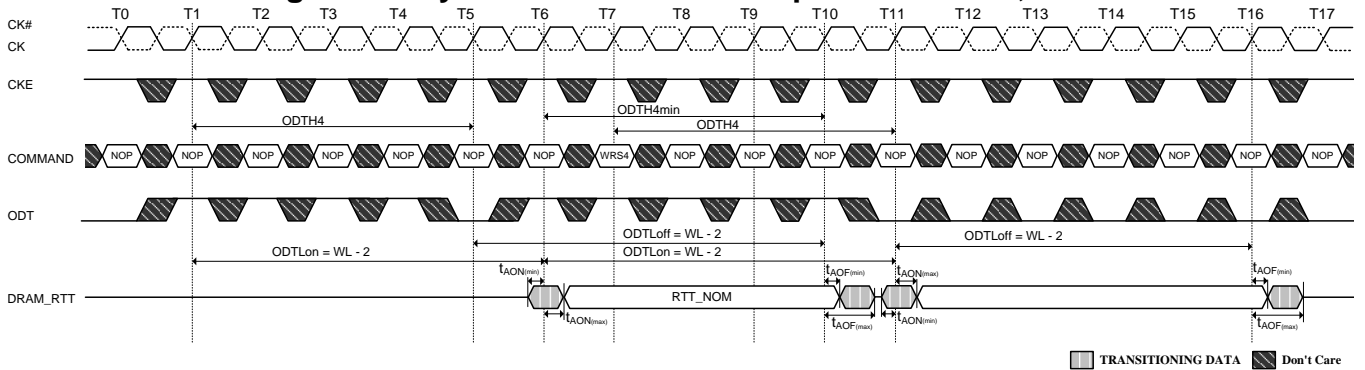 T0 T1 T2 T3 T4 T5 T6 T7 T8 T9 T10 T11 T12 T13 T14 T15 T16 T17
CK#
CK
CKE
ODTH4min
ODTH4
ODTH4
COMMAND NOP NOP NOP NOP NOP NOP NOP WRS4 NOP NOP NOP NOP NOP NOP NOP NOP NOP NOP
ODT
ODTLoff = WL - 2
ODTLoff = WL - 2
ODTLon = WL - 2
ODTLon = WL - 2
tAON(min) tAOF(min) tAON(max) tAOF(min)
DRAM_RTT RTT_NOM
tAON(max) tAOF(max) tAON(min) tAOF(max)
TRANSITIONING DATA Don't Care